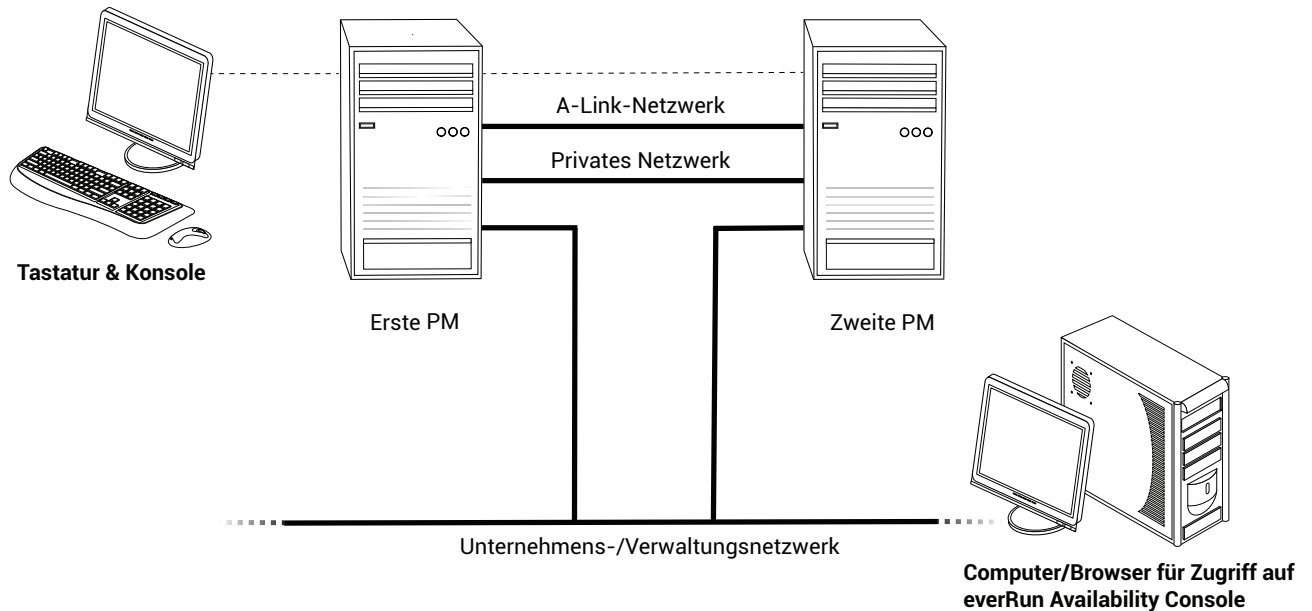 A-Link-Netzwerk
Privates Netzwerk
Tastatur & Konsole
Erste PM
Zweite PM
Unternehmens-/Verwaltungsnetzwerk
Computer/Browser für Zugriff auf
everRun Availability Console